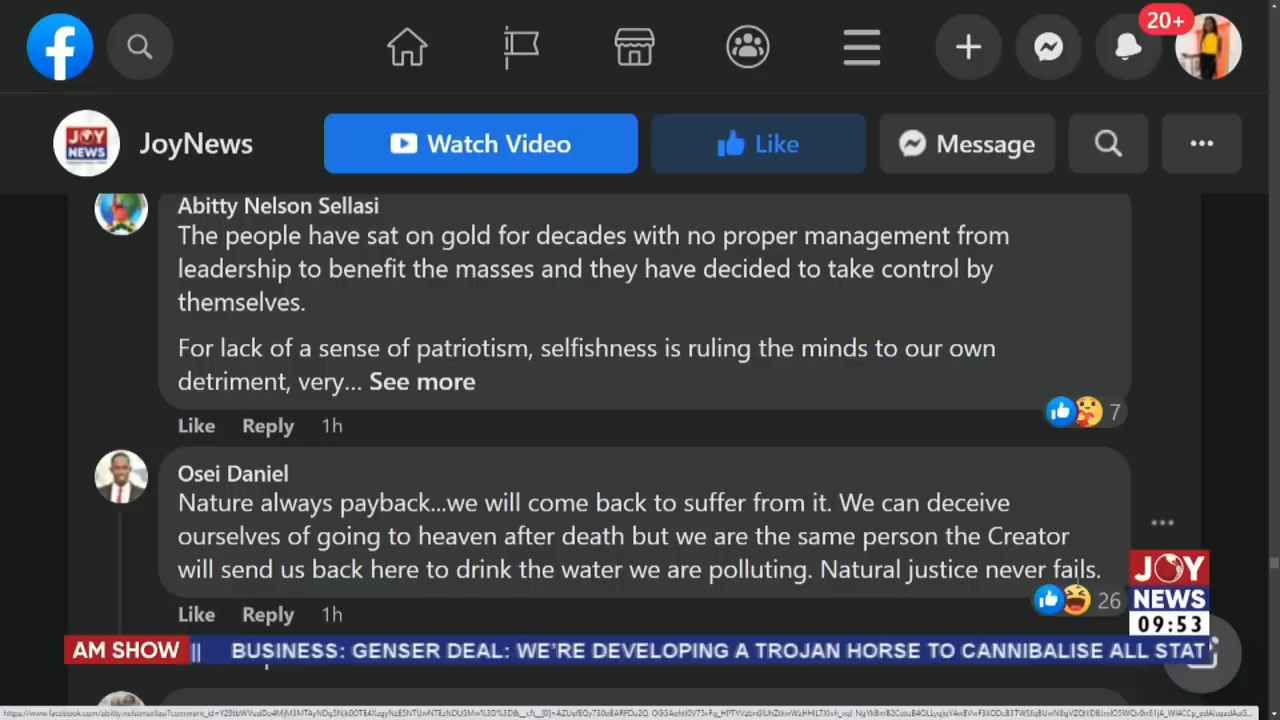 20+
JOY
NEWS
JoyNews
Watch Video
Like
Message
Abitty Nelson Sellasi
The people have sat on gold for decades with no proper management from
leadership to benefit the masses and they have decided to take control by
themselves.
For lack of a sense of patriotism, selfishness is ruling the minds to our own
detriment, very... See more
7
Like Reply 1h
Osei Daniel
Nature always payback...we will come back to suffer from it. We can deceive
ourselves of going to heaven after death but we are the same person the Creator
will send us back here to drink the water we are polluting. Natural justice never fails.
26
Like Reply 1h
JOY
NEWS
09:53
AM SHOW || BUSINESS: GENSER DEAL: WE'RE DEVELOPING A TROJAN HORSE TO CANNIBALISE ALL STAT